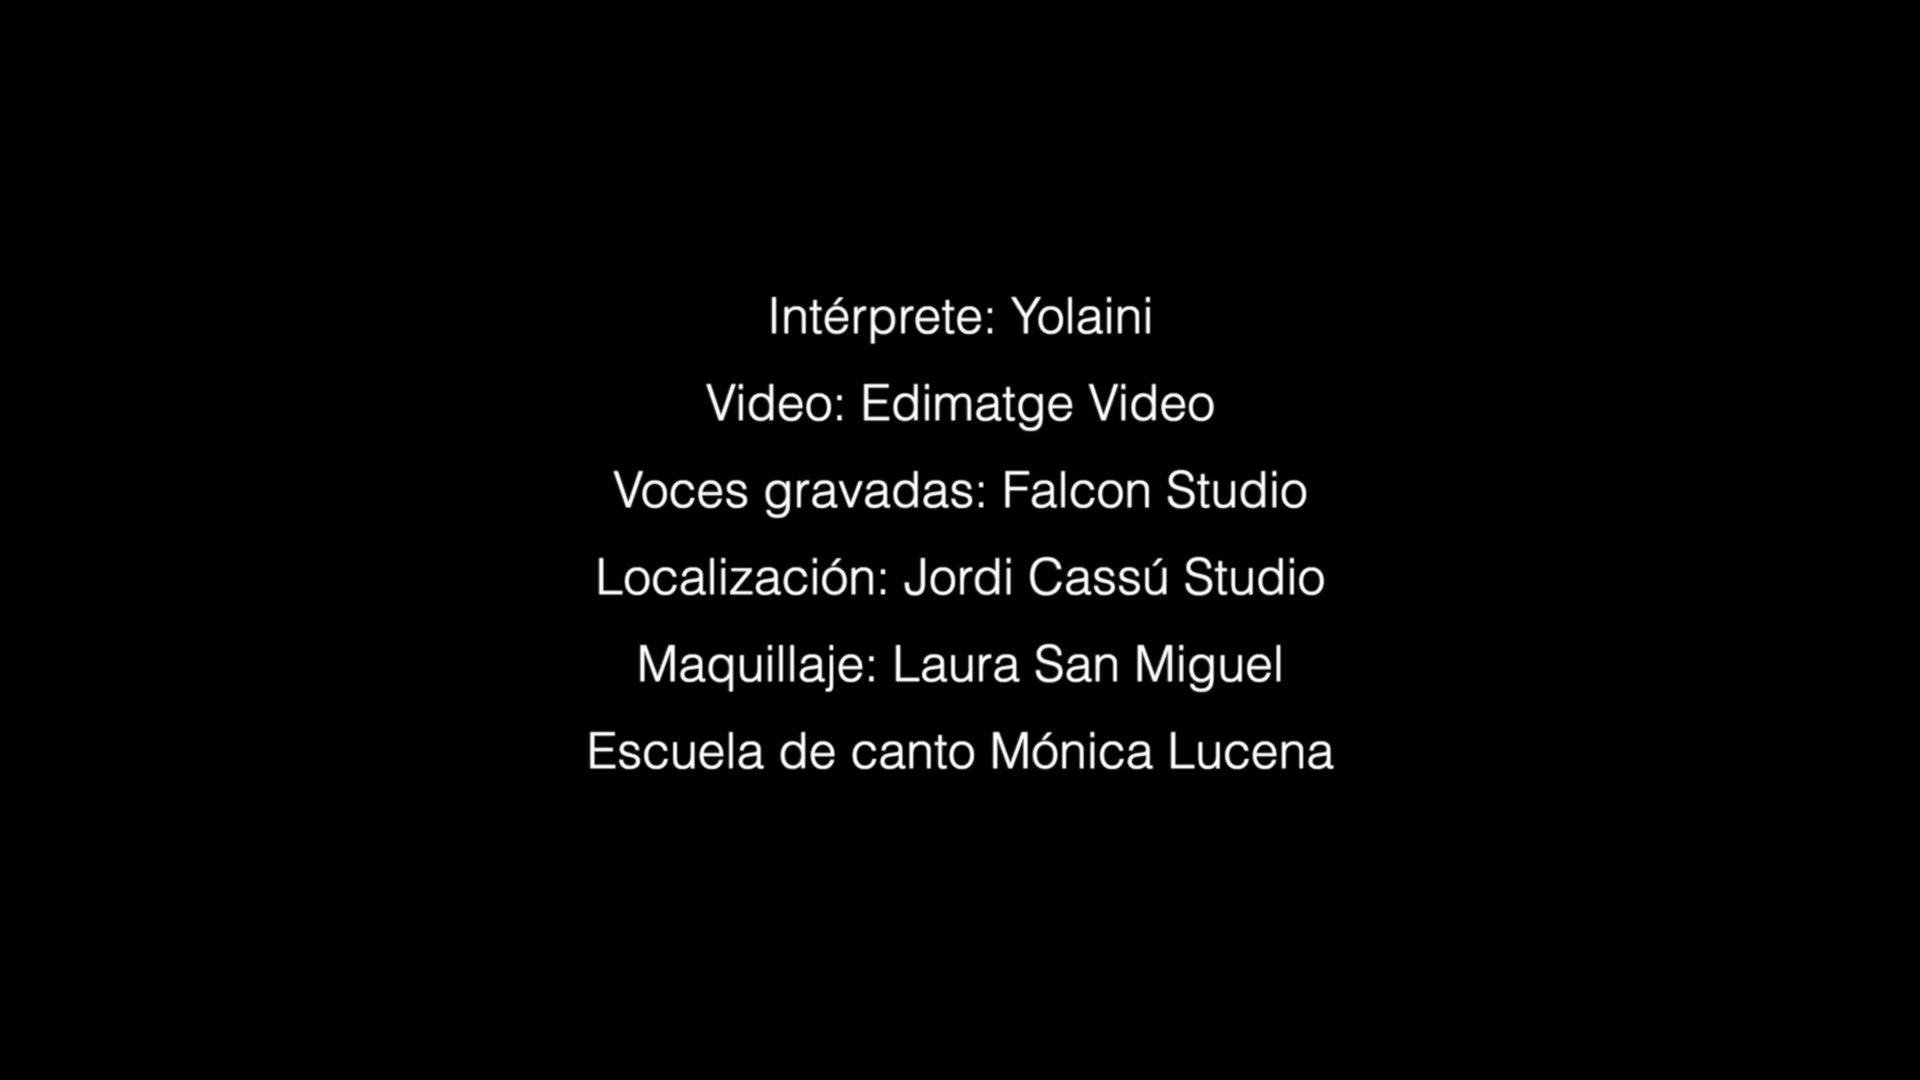 Intérprete: Yolaini
Video: Edimatge Video
Voces gravadas: Falcon Studio
Localización: Jordi Cassú Studio
Maquillaje: Laura San Miguel
Escuela de canto Mónica Lucena